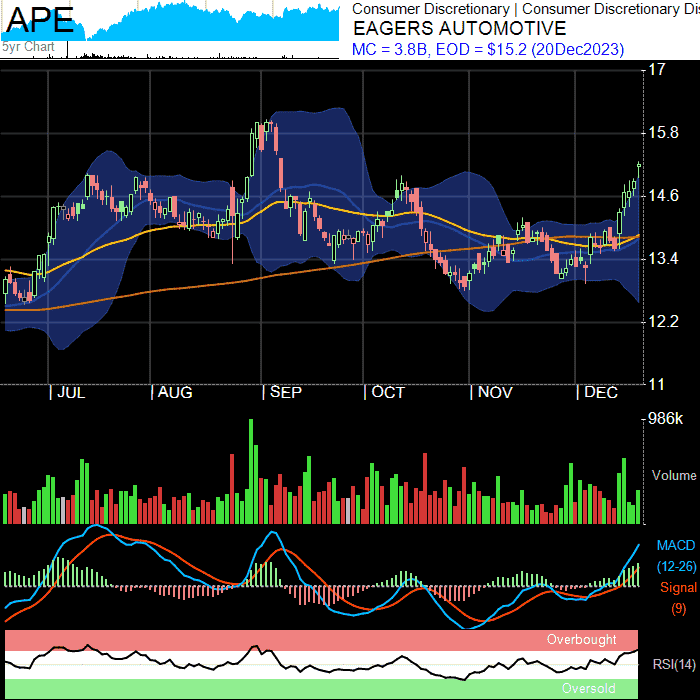 APE
5yr Chart
Consumer Discretionary | Consumer Discretionary Dis
EAGERS AUTOMOTIVE
MC = 3.8B, EOD = $15.2 (20Dec2023)
17
15.8
14.6
13.4
12.2
11
| JUL | AUG | SEP | OCT | NOV | DEC
986k
Volume
MACD
(12-26)
Signal
(9)
Overbought
RSI(14)
Oversold